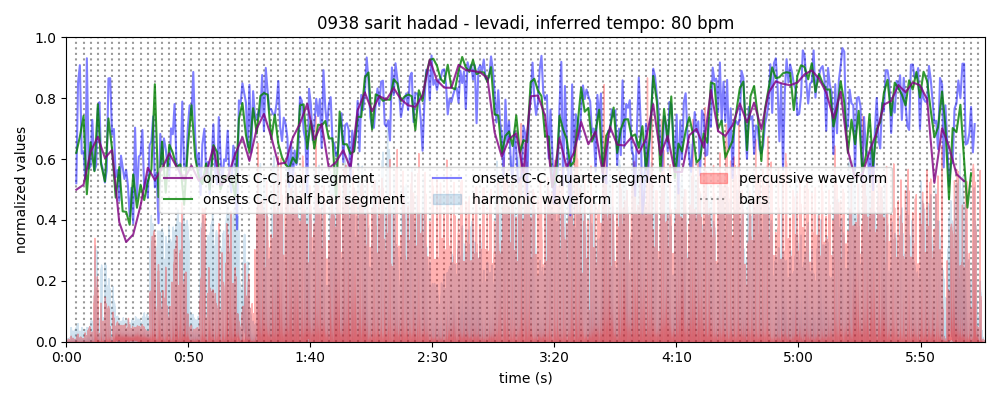 0938 sarit hadad - levadi, inferred tempo: 80 bpm
1.0
0.8
0.6
0.4
0.2
0.0
normalized values
onsets C-C, bar segment
onsets C-C, half bar segment
onsets C-C, quarter segment
harmonic waveform
percussive waveform
bars
0:00 0:50 1:40 2:30 3:20 4:10 5:00 5:50
time (s)